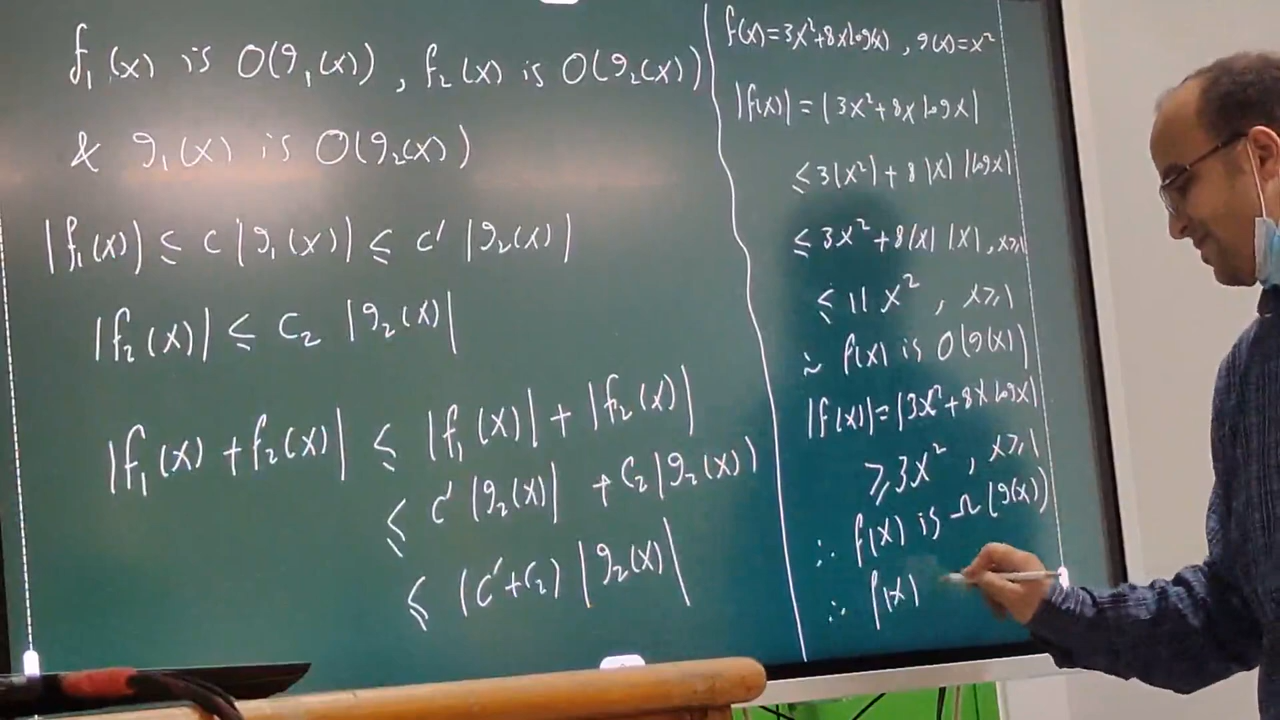 f₁(x) is O(g₁(x)), f₂(x) is O(g₂(x))
& g₁(x) is O(g₂(x))
|f₁(x)| ≤ C |g₁(x)| ≤ C' |g₂(x)|
|f₂(x)| ≤ C₂ |g₂(x)|
|f₁(x) + f₂(x)| ≤ |f₁(x)| + |f₂(x)|
≤ C' |g₂(x)| + C₂ |g₂(x)|
≤ (C' + C₂) |g₂(x)|
f(x) = 3x² + 8x log(x), g(x) = x²
|f(x)| = |3x² + 8x log x|
≤ 3|x²| + 8 |x| |log x|
≤ 3x² + 8|x| |x|, x ≥ 1
≤ 11 x², x ≥ 1
∴ f(x) is O(g(x))
|f(x)| = |3x² + 8x log x|
≥ 3x², x ≥ 1
∴ f(x) is Ω(g(x))
∴ f(x)